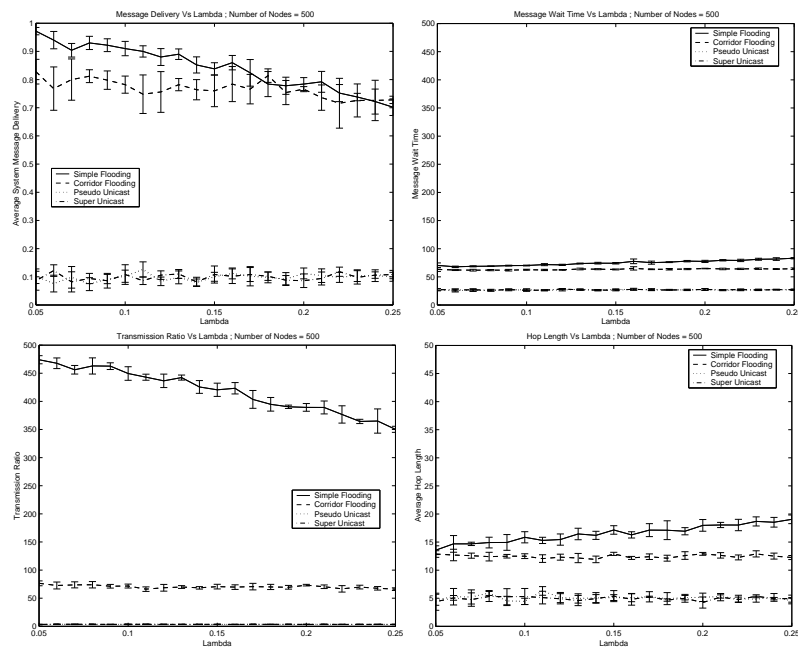 Message Delivery Vs Lambda ; Number of Nodes = 500
1
0.9
0.8
0.7
0.6
0.5
0.4
0.3
0.2
0.1
0
Average System Message Delivery
Simple Flooding
Corridor Flooding
Pseudo Unicast
Super Unicast
0.05
0.1
0.15
0.2
0.25
Lambda
Message Wait Time Vs Lambda ; Number of Nodes = 500
500
450
400
350
300
250
200
150
100
50
0
Message Wait Time
Simple Flooding
Corridor Flooding
Pseudo Unicast
Super Unicast
0.05
0.1
0.15
0.2
0.25
Lambda
Transmission Ratio Vs Lambda ; Number of Nodes = 500
500
450
400
350
300
250
200
150
100
50
0
Transmission Ratio
Simple Flooding
Corridor Flooding
Pseudo Unicast
Super Unicast
0.05
0.1
0.15
0.2
0.25
Lambda
Hop Length Vs Lambda ; Number of Nodes = 500
50
45
40
35
30
25
20
15
10
5
0
Average Hop Length
Simple Flooding
Corridor Flooding
Pseudo Unicast
Super Unicast
0.05
0.1
0.15
0.2
0.25
Lambda